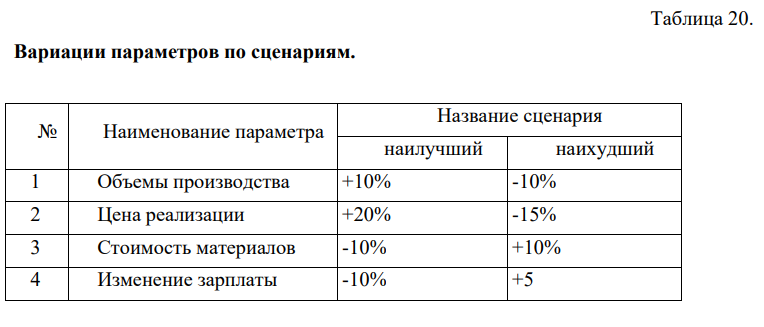 Таблица 20.
Вариации параметров по сценариям.
№ Наименование параметра Название сценария
наилучший наихудший
1 Объемы производства +10% -10%
2 Цена реализации +20% -15%
3 Стоимость материалов -10% +10%
4 Изменение зарплаты -10% +5